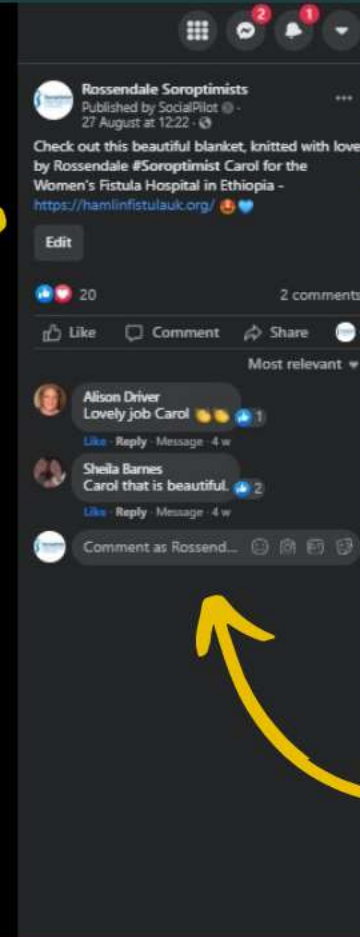 2
1
Rossendale Soroptimists
Published by SocialPilot
27 August at 12:22 ·
Check out this beautiful blanket, knitted with love
by Rossendale #Soroptimist Carol for the
Women's Fistula Hospital in Ethiopia -
https://hamlinfistulauk.org/
Edit
20
2 comments
Like
Comment
Share
Most relevant
Alison Driver
Lovely job Carol 👏👏 1
Like · Reply · Message · 4 w
Sheila Barnes
Carol that is beautiful. 2
Like · Reply · Message · 4 w
Comment as Rossend...